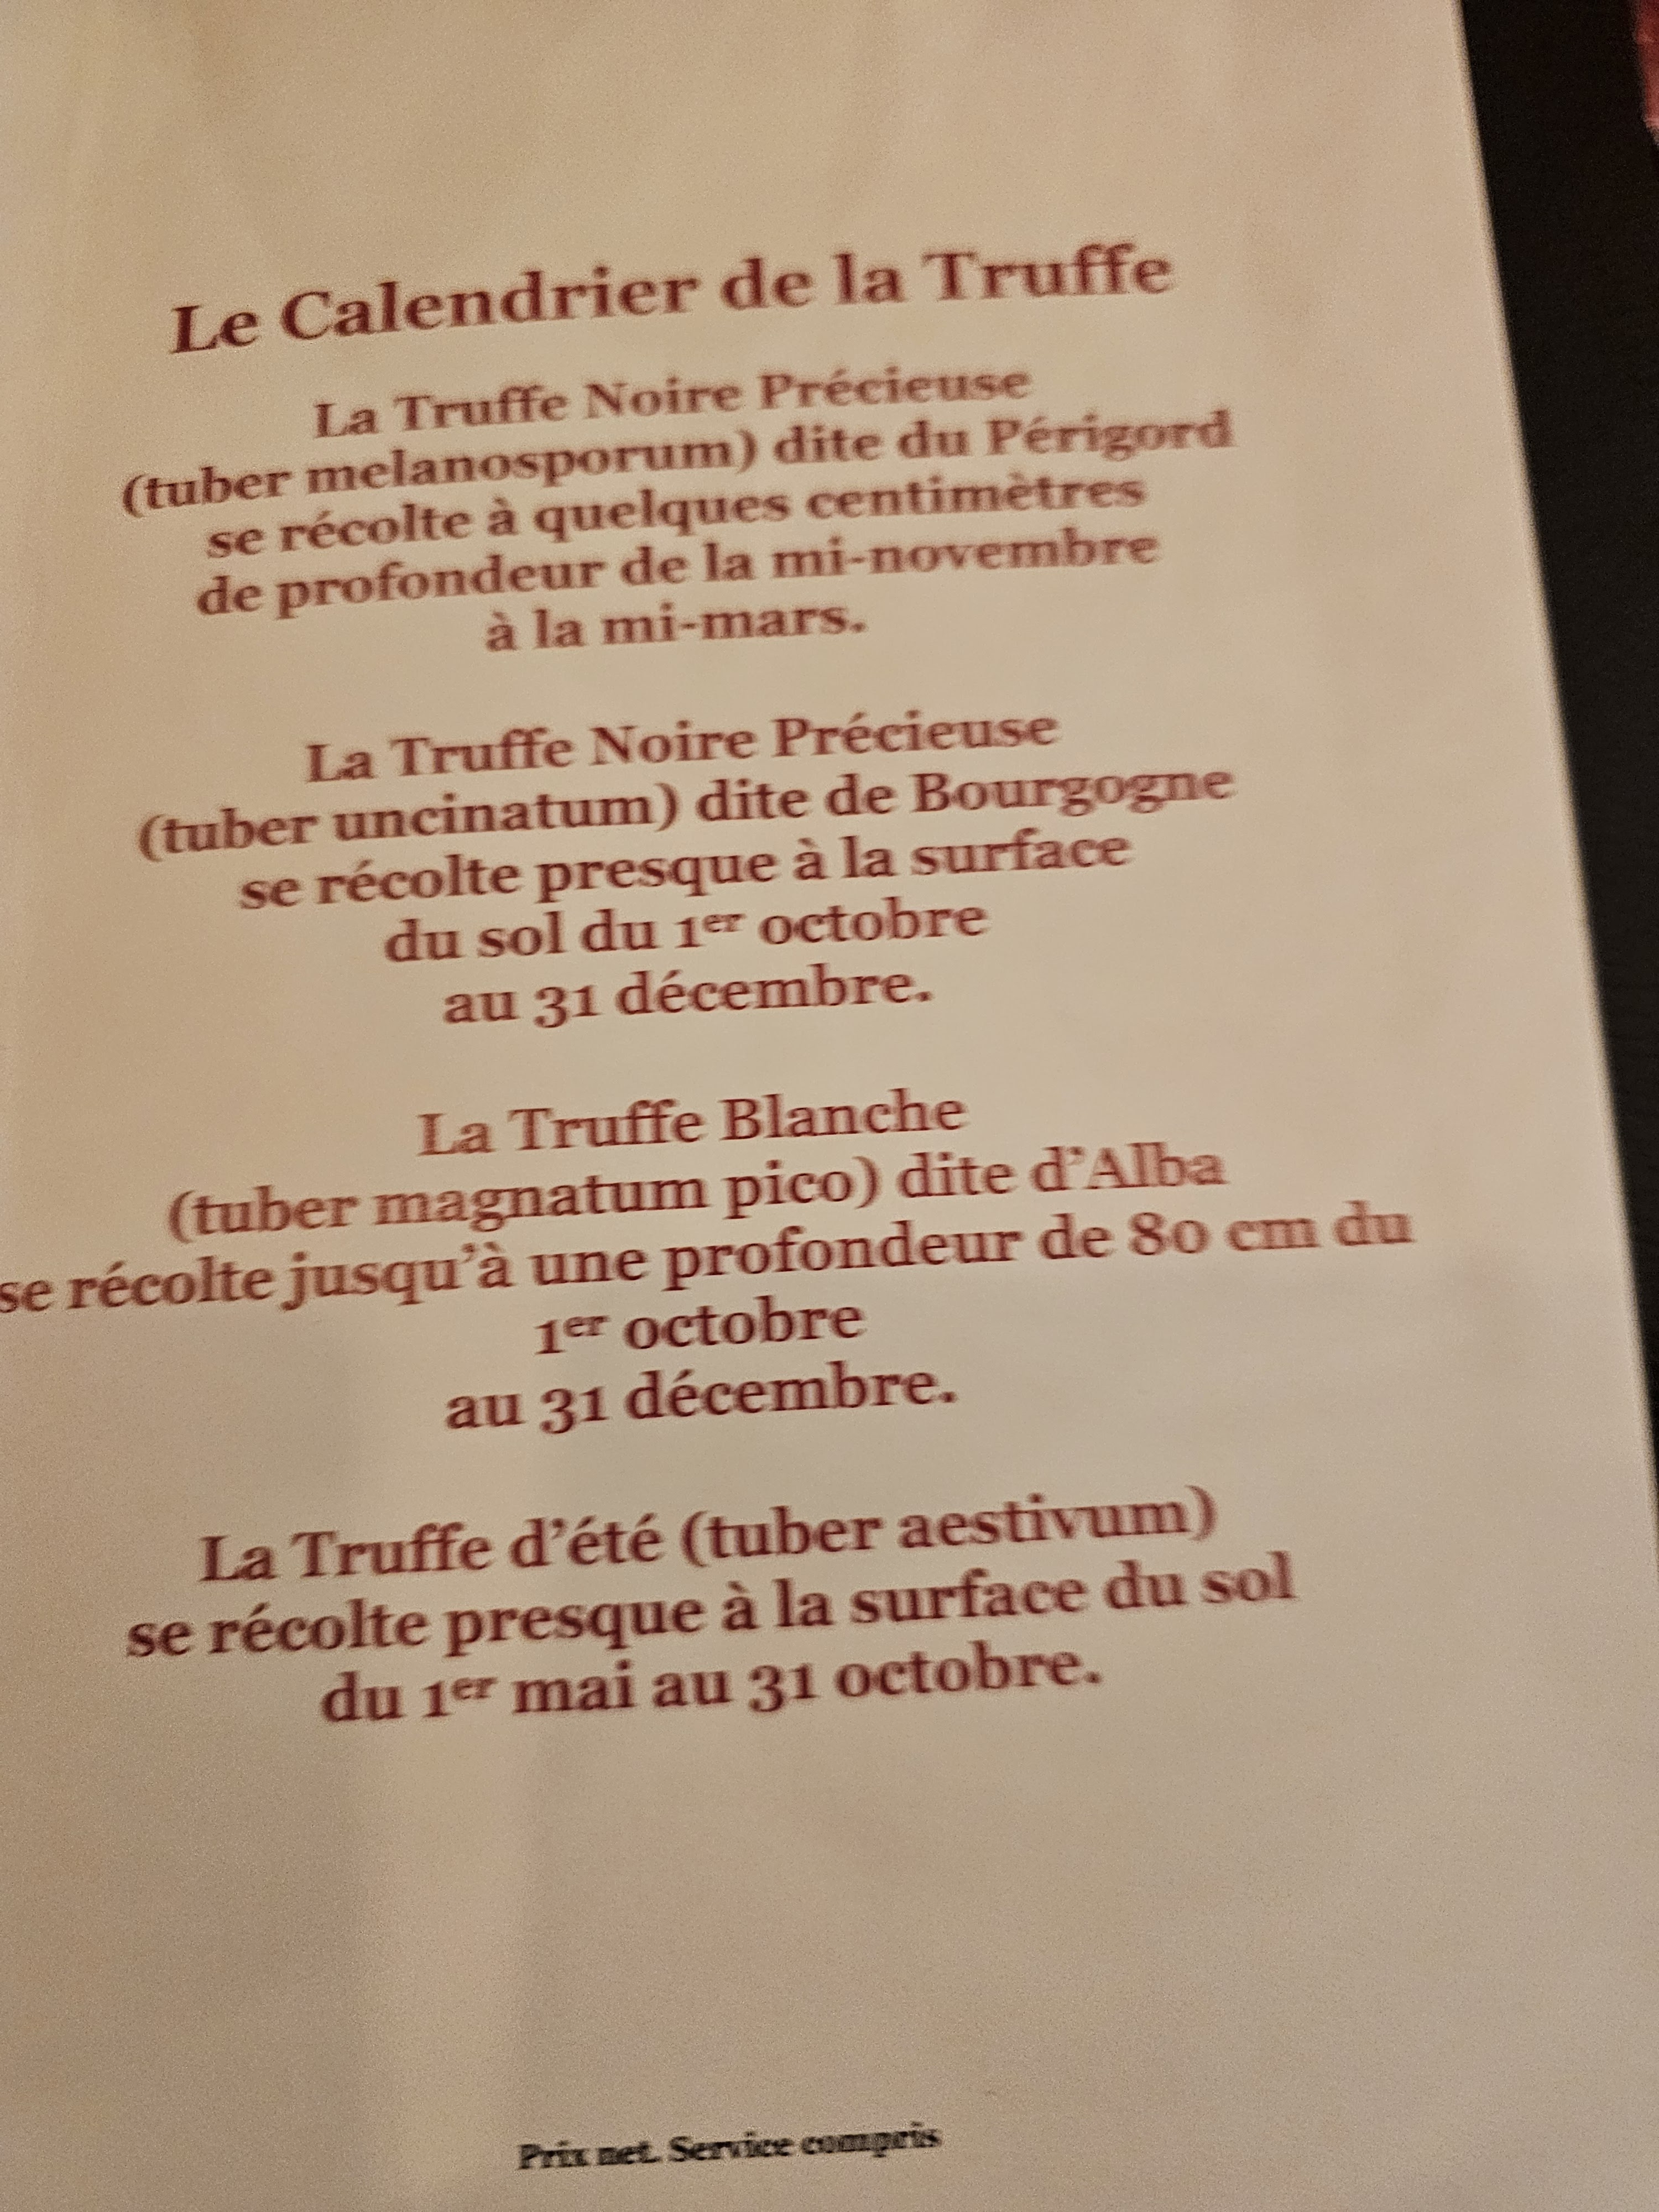 Le Calendrier de la Truffe
La Truffe Noire Précieuse
(tuber melanosporum) dite du Périgord
se récolte à quelques centimètres
de profondeur de la mi-novembre
à la mi-mars.
La Truffe Noire Précieuse
(tuber uncinatum) dite de Bourgogne
se récolte presque à la surface
du sol du 1er octobre
au 31 décembre.
La Truffe Blanche
(tuber magnatum pico) dite d’Alba
se récolte jusqu’à une profondeur de 80 cm du
1er octobre
au 31 décembre.
La Truffe d’été (tuber aestivum)
se récolte presque à la surface du sol
du 1er mai au 31 octobre.
Prix net. Service compris